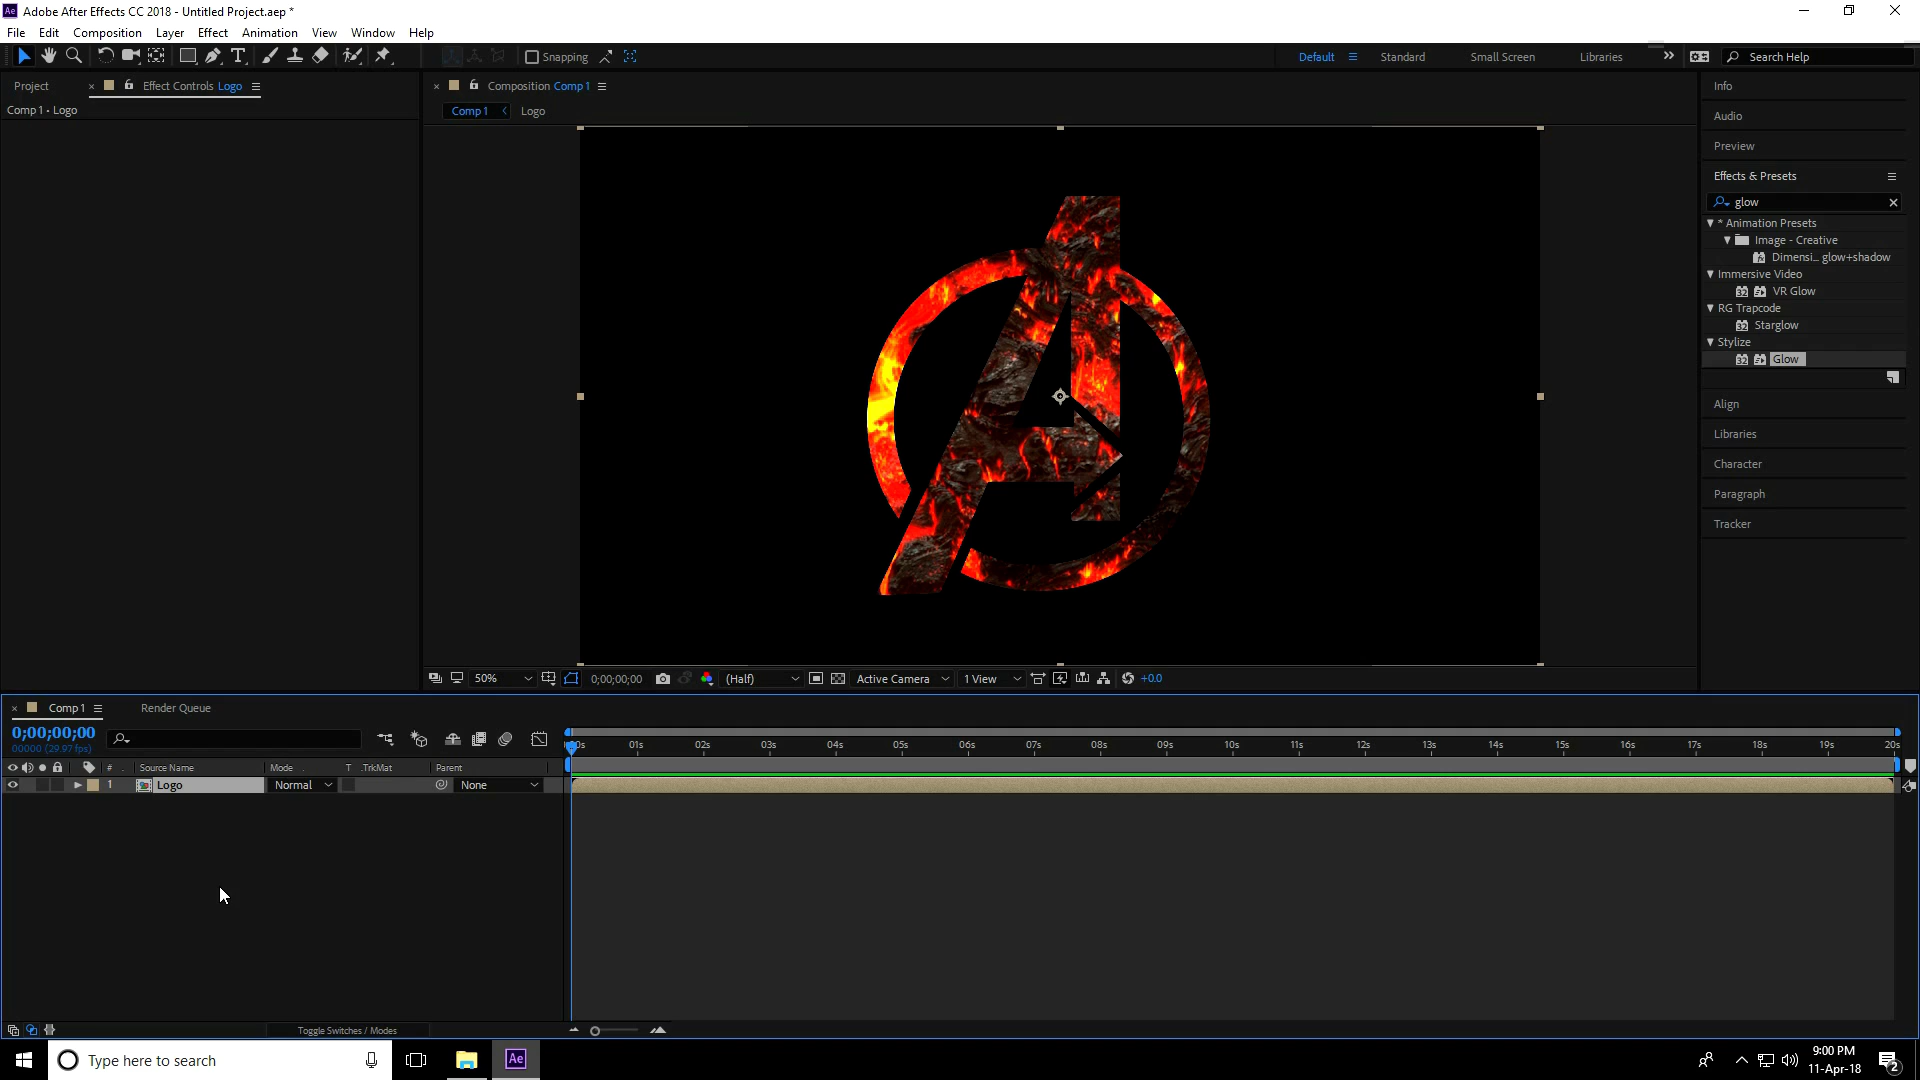 Adobe After Effects CC 2018 - Untitled Project.aep *
File Edit Composition Layer Effect Animation View Window Help
Snapping Default Standard Small Screen Libraries Search Help
Project Effect Controls Logo
Comp 1 • Logo
Composition Comp 1
Comp 1 Logo
Info
Audio
Preview
Effects & Presets
glow
* Animation Presets
Image - Creative
Dimensi... glow+shadow
Immersive Video
32 VR Glow
RG Trapcode
32 Starglow
Stylize
32 Glow
Align
Libraries
Character
Paragraph
Tracker
50% 0;00;00;00 (Half) Active Camera 1 View +0.0
Comp 1 Render Queue
0;00;00;00
00000 (29.97 fps)
00s 01s 02s 03s 04s 05s 06s 07s 08s 09s 10s 11s 12s 13s 14s 15s 16s 17s 18s 19s 20s
# Source Name Mode T .TrkMat Parent
1 Logo Normal None
Toggle Switches / Modes
Type here to search Ae 9:00 PM
11-Apr-18 2